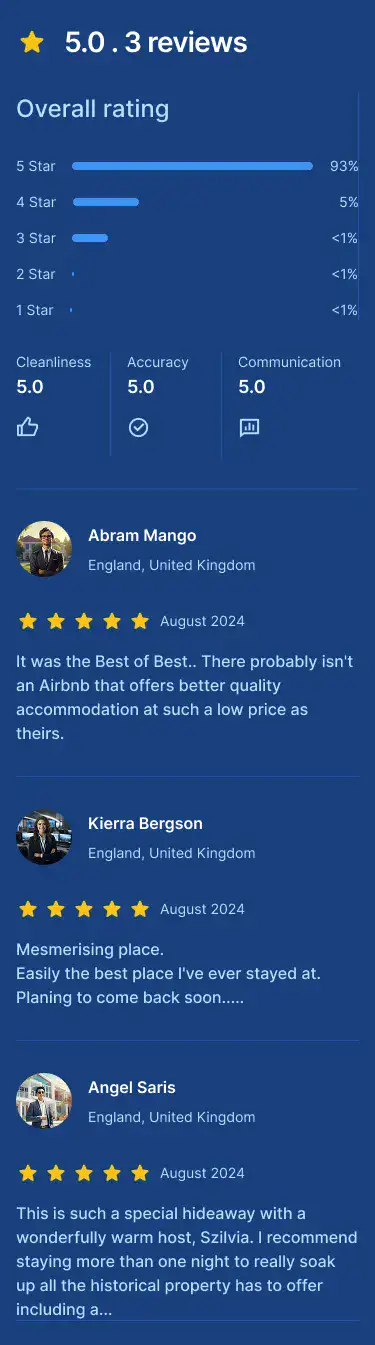 5.0 . 3 reviews
Overall rating
5 Star 93%
4 Star 5%
3 Star <1%
2 Star <1%
1 Star <1%
Cleanliness Accuracy Communication
5.0 5.0 5.0
Abram Mango
England, United Kingdom
August 2024
It was the Best of Best.. There probably isn't
an Airbnb that offers better quality
accommodation at such a low price as
theirs.
Kierra Bergson
England, United Kingdom
August 2024
Mesmerising place.
Easily the best place I've ever stayed at.
Planing to come back soon.....
Angel Saris
England, United Kingdom
August 2024
This is such a special hideaway with a
wonderfully warm host, Szilvia. I recommend
staying more than one night to really soak
up all the historical property has to offer
including a...